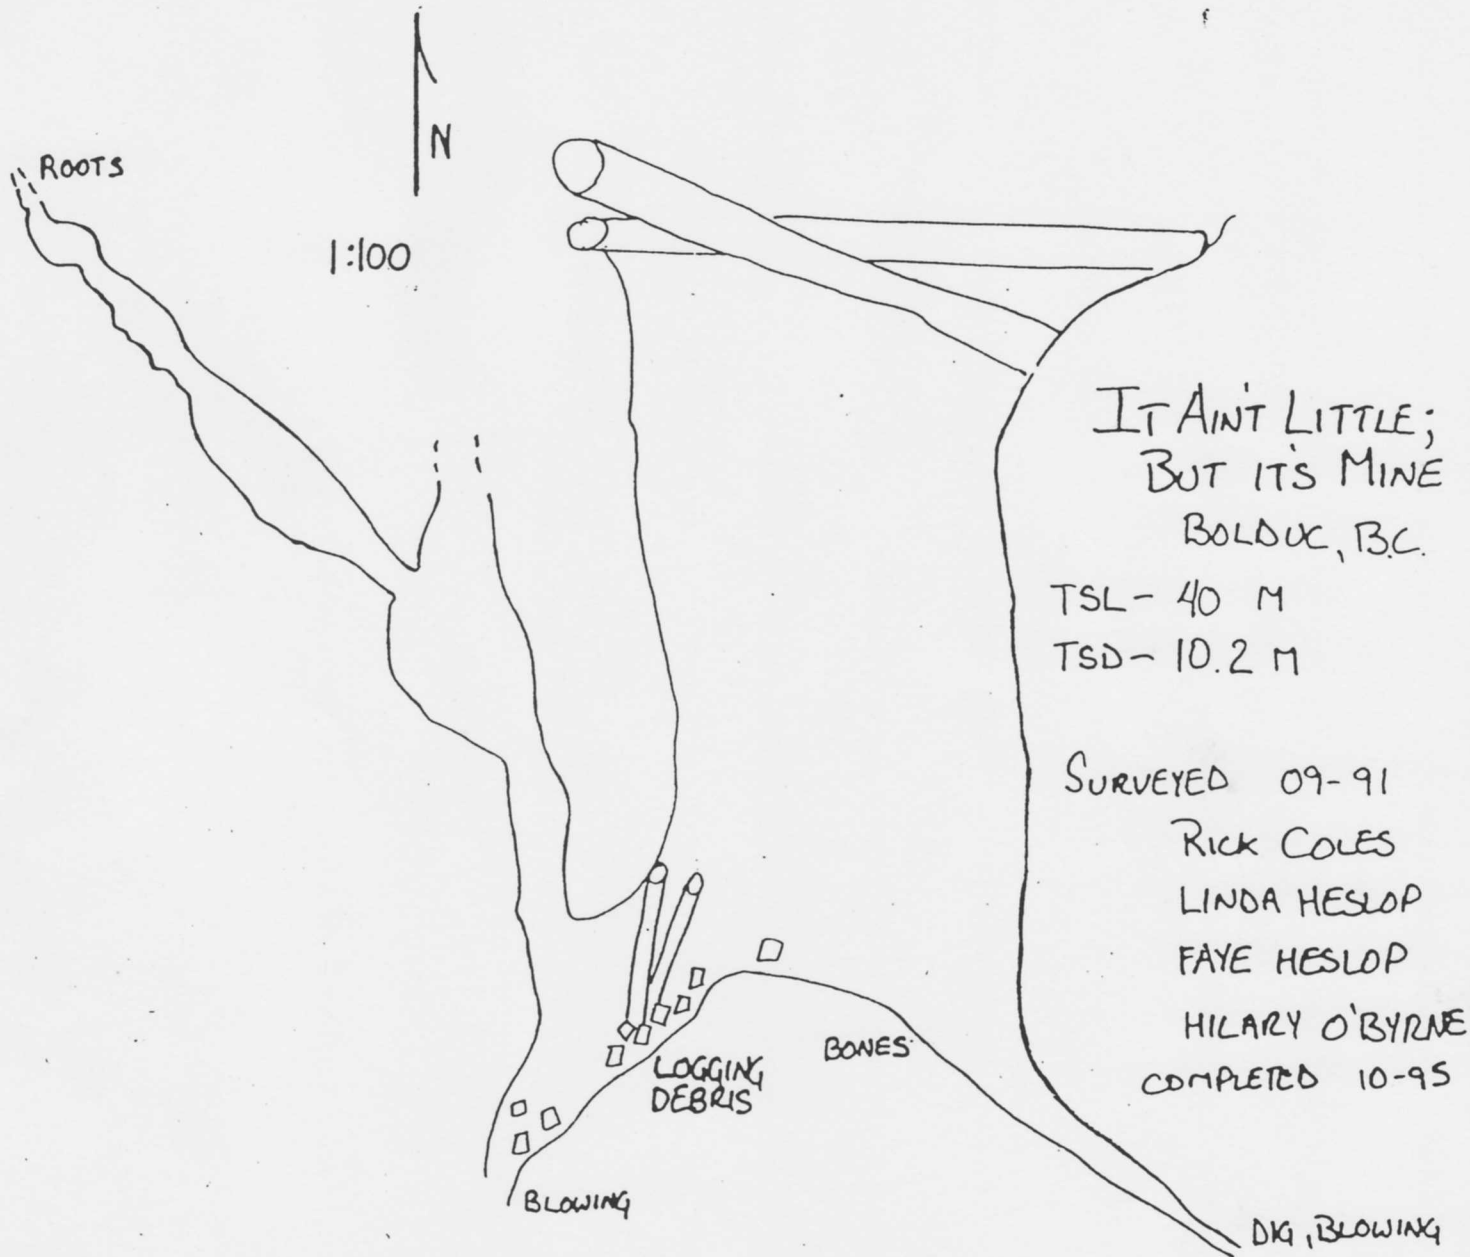 N
ROOTS
1:100
IT AIN'T LITTLE;
BUT IT'S MINE
BOLDUC, B.C.
TSL - 40 M
TSD - 10.2 M
SURVEYED 09-91
RICK COLES
LINDA HESLOP
FAYE HESLOP
HILARY O'BYRNE
COMPLETED 10-95
BONES
LOGGING
DEBRIS
BLOWING
DIG, BLOWING